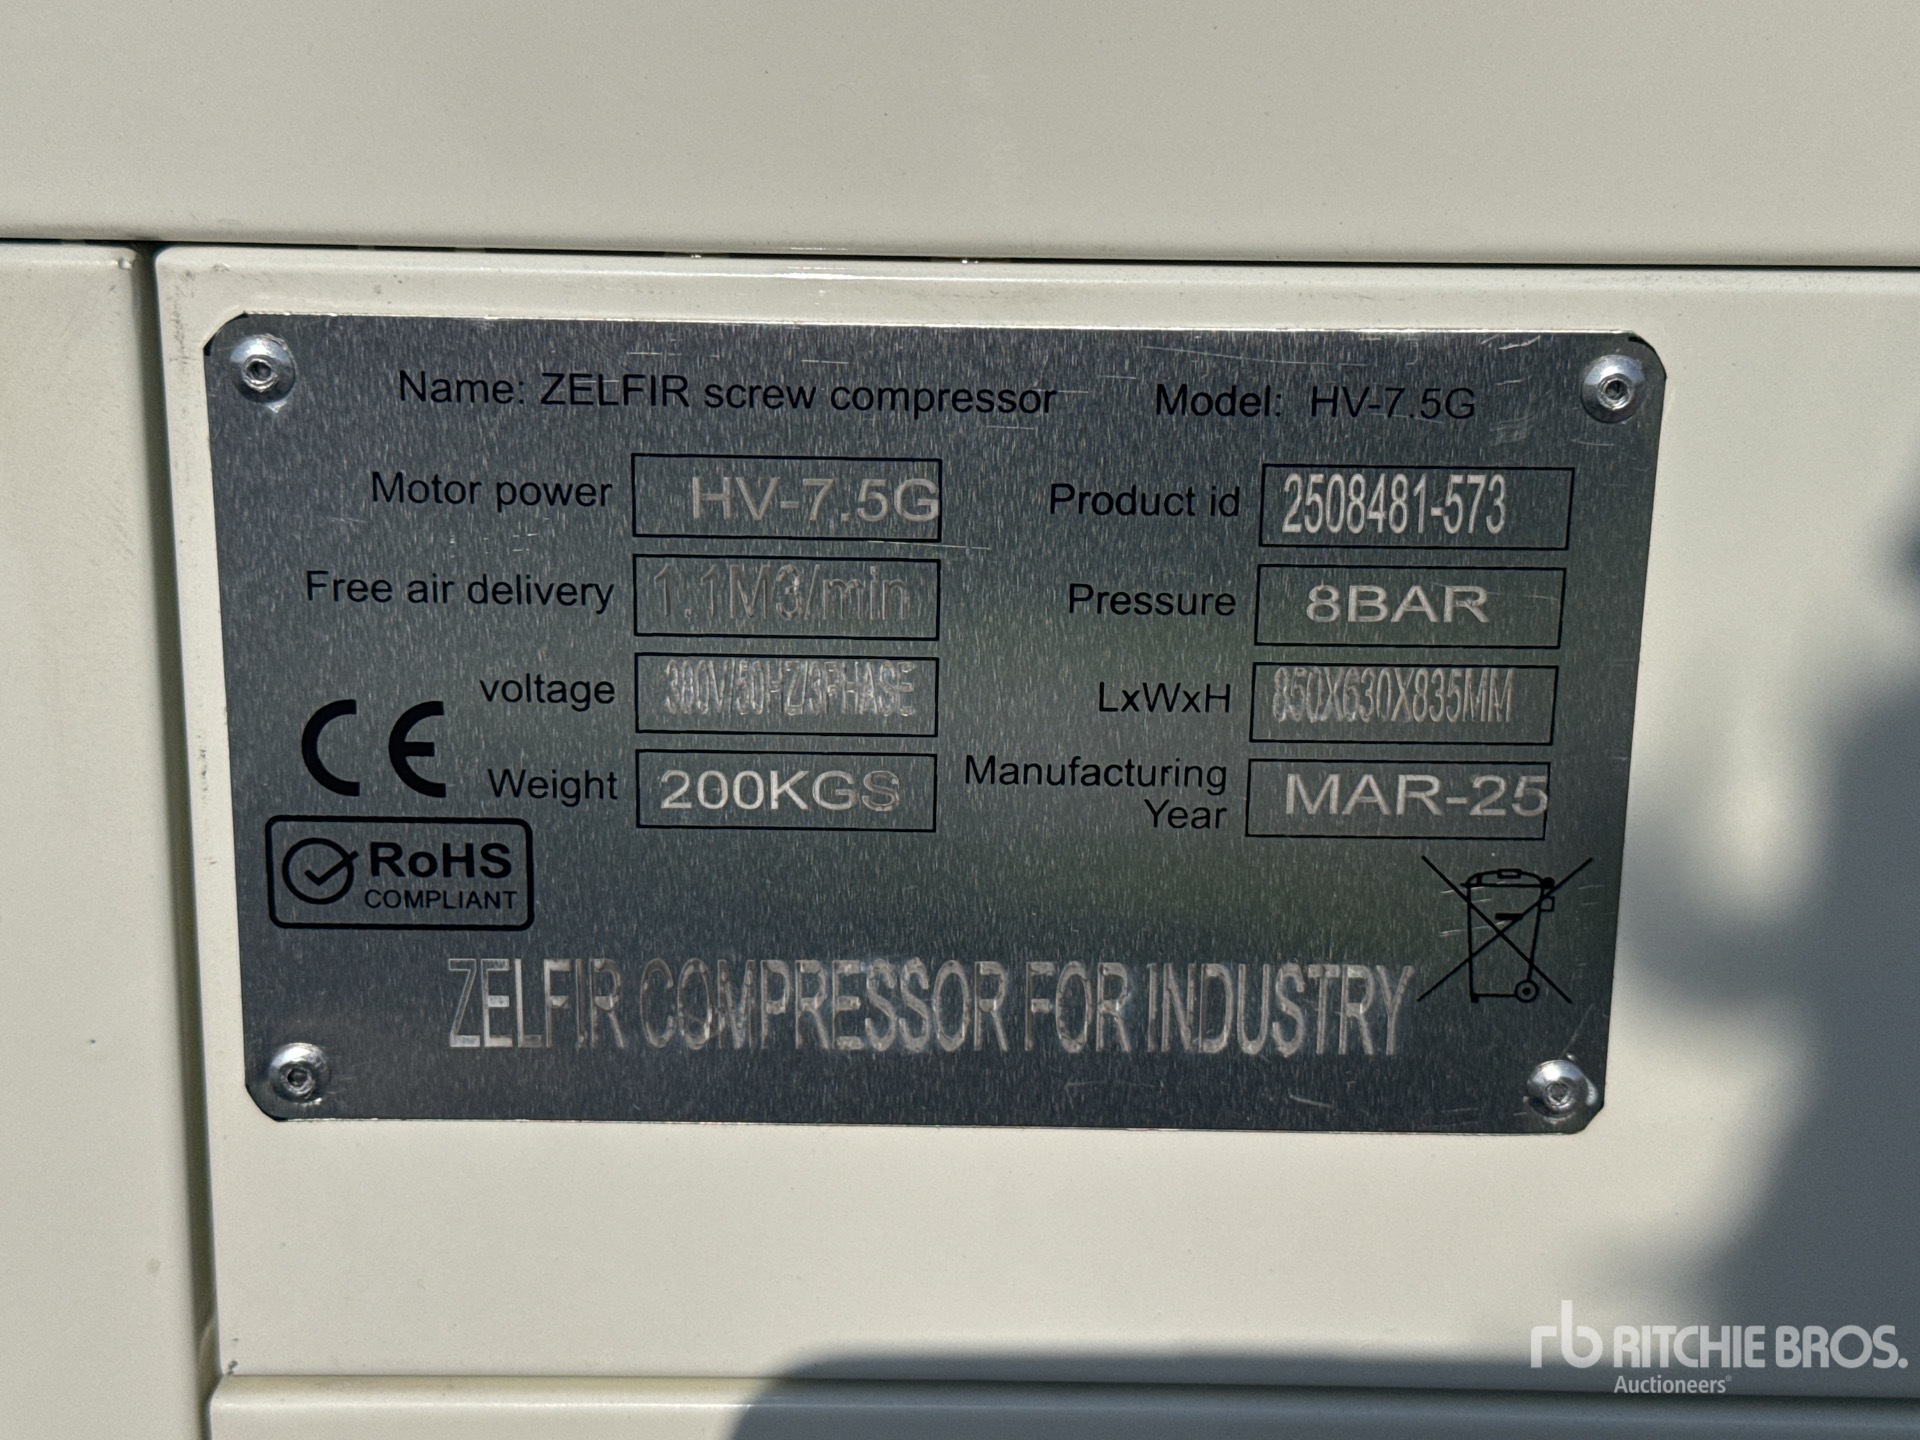 Name: ZELFIR screw compressor Model: HV-7.5G
Motor power HV-7.5G Product id 2508481-573
Free air delivery 1.1M3/min Pressure 8BAR
voltage 380V/50HZ/3PHASE LxWxH 850X630X835MM
CE Weight 200KGS Manufacturing Year MAR-25
RoHS
COMPLIANT
ZELFIR COMPRESSOR FOR INDUSTRY
rb RITCHIE BROS.
Auctioneers